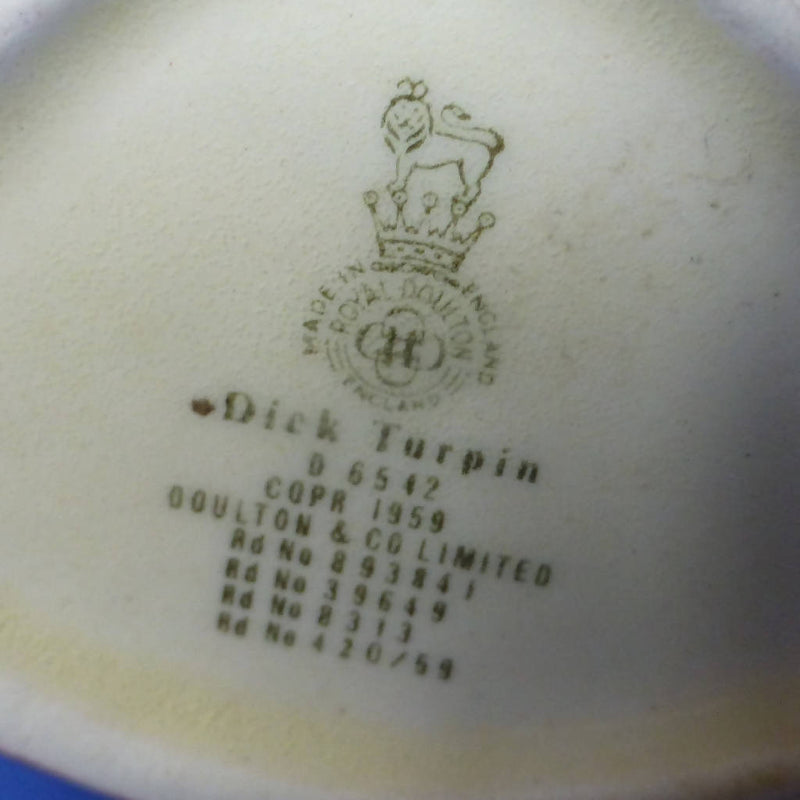 MADE IN ENGLAND
ROYAL DOULTON
ENGLAND
Dick Turpin
D 6542
COPR 1959
DOULTON & CO LIMITED
Rd No 893841
Rd No 39649
Rd No 8313
Rd No 420/59